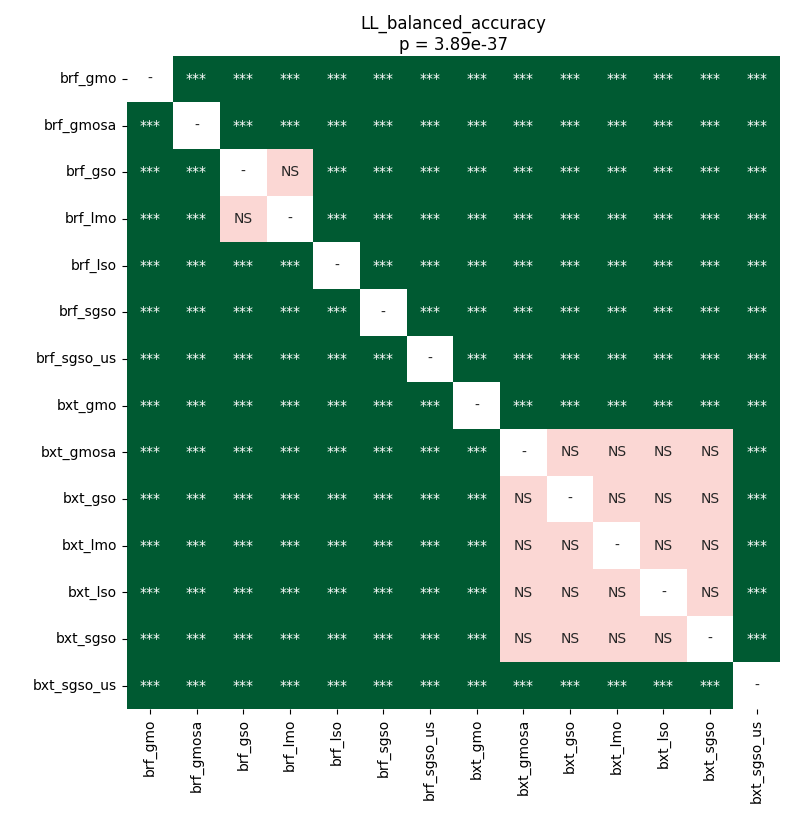 LL_balanced_accuracy
p = 3.89e-37
brf_gmo - *** *** *** *** *** *** *** *** *** *** *** *** ***
brf_gmosa *** - *** *** *** *** *** *** *** *** *** *** *** ***
brf_gso *** *** - NS *** *** *** *** *** *** *** *** *** ***
brf_lmo *** *** NS - *** *** *** *** *** *** *** *** *** ***
brf_lso *** *** *** *** - *** *** *** *** *** *** *** *** ***
brf_sgso *** *** *** *** *** - *** *** *** *** *** *** *** ***
brf_sgso_us *** *** *** *** *** *** - *** *** *** *** *** *** ***
bxt_gmo *** *** *** *** *** *** *** - *** *** *** *** *** ***
bxt_gmosa *** *** *** *** *** *** *** *** - NS NS NS NS ***
bxt_gso *** *** *** *** *** *** *** *** NS - NS NS NS ***
bxt_lmo *** *** *** *** *** *** *** *** NS NS - NS NS ***
bxt_lso *** *** *** *** *** *** *** *** NS NS NS - NS ***
bxt_sgso *** *** *** *** *** *** *** *** NS NS NS NS - ***
bxt_sgso_us *** *** *** *** *** *** *** *** *** *** *** *** *** -
brf_gmo
brf_gmosa
brf_gso
brf_lmo
brf_lso
brf_sgso
brf_sgso_us
bxt_gmo
bxt_gmosa
bxt_gso
bxt_lmo
bxt_lso
bxt_sgso
bxt_sgso_us